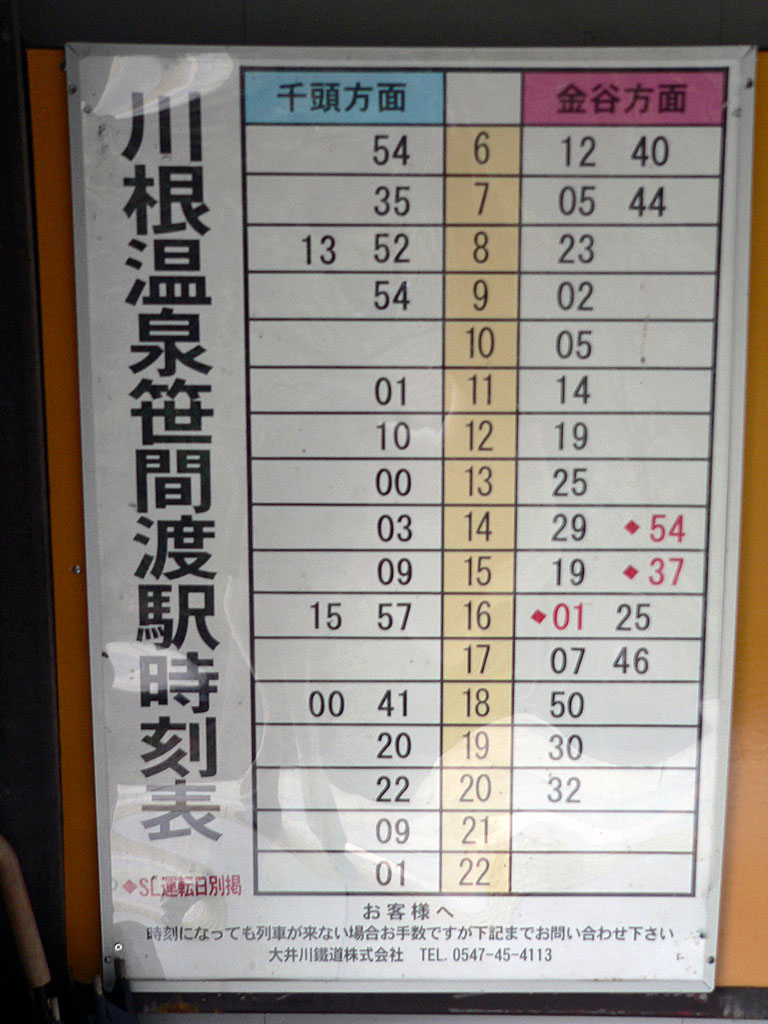 川根温泉笹間渡駅時刻表
千頭方面 金谷方面
54 6 12 40
35 7 05 44
13 52 8 23
54 9 02
10 05
01 11 14
10 12 19
00 13 25
03 14 29 ◆54
09 15 19 ◆37
15 57 16 ◆01 25
17 07 46
00 41 18 50
20 19 30
22 20 32
09 21
01 22
◆SL運転日別掲
お客様へ
時刻になっても列車が来ない場合お手数ですが下記までお問い合わせ下さい
大井川鐵道株式会社 TEL. 0547-45-4113